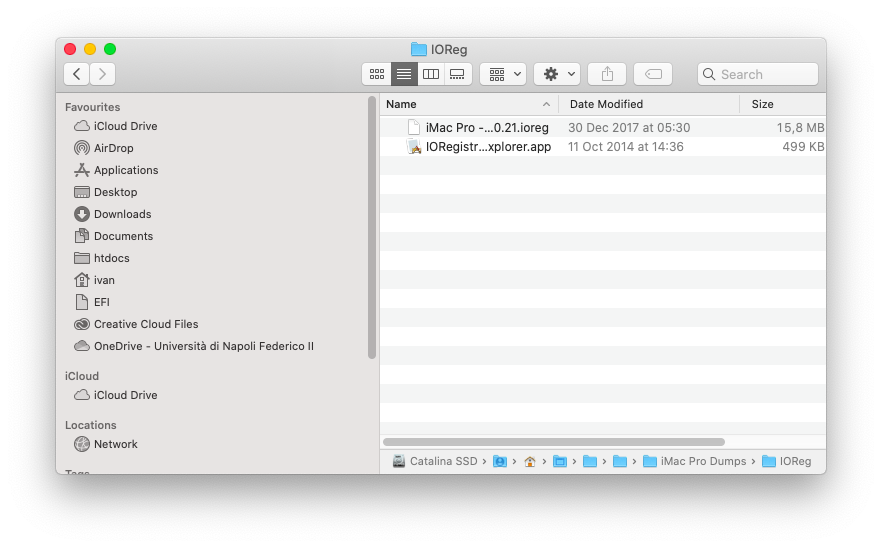 IOReg
Search
Favourites
iCloud Drive
AirDrop
Applications
Desktop
Downloads
Documents
htdocs
ivan
EFI
Creative Cloud Files
OneDrive - Università di Napoli Federico II
iCloud
iCloud Drive
Locations
Network
Tags
Name Date Modified Size
iMac Pro -...0.21.ioreg 30 Dec 2017 at 05:30 15,8 MB
IORegistr...xplorer.app 11 Oct 2014 at 14:36 499 KB
Catalina SSD › › › › › › iMac Pro Dumps › IOReg